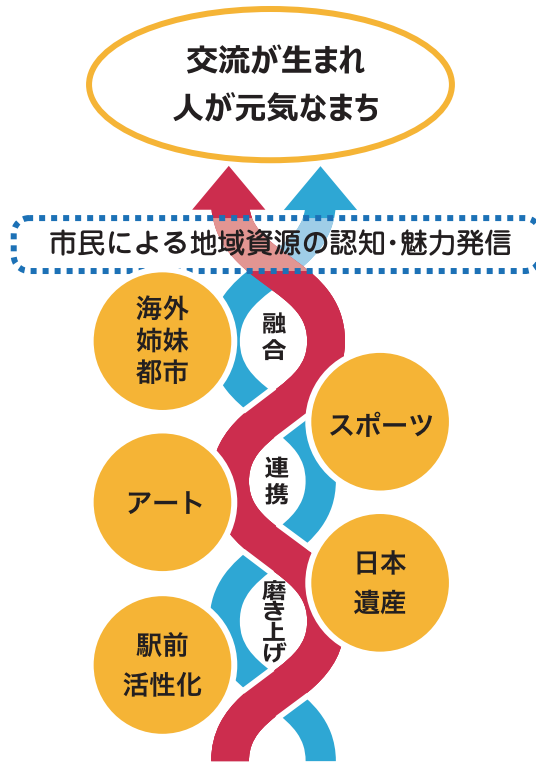 交流が生まれ
人が元気なまち
市民による地域資源の認知・魅力発信
海外
姉妹
都市
融合
スポーツ
連携
アート
日本
遺産
磨き上げ
駅前
活性化